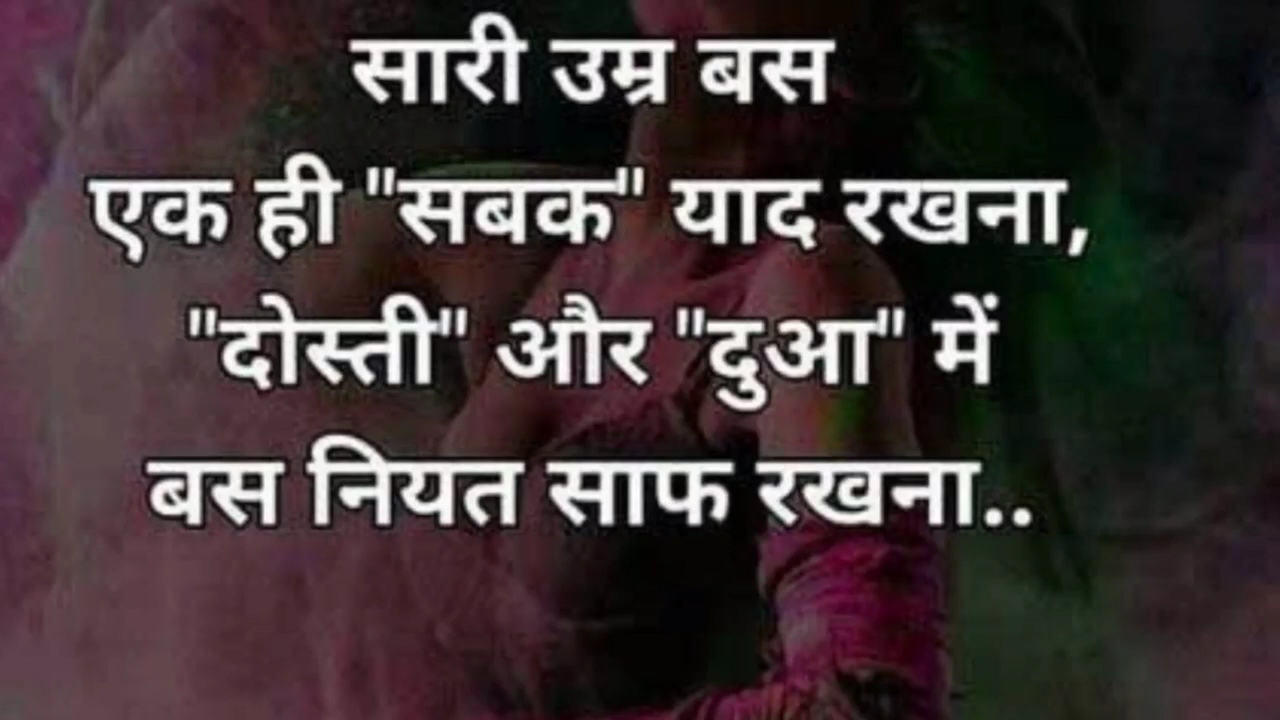 सारी उम्र बस
एक ही "सबक" याद रखना,
"दोस्ती" और "दुआ" में
बस नियत साफ रखना..